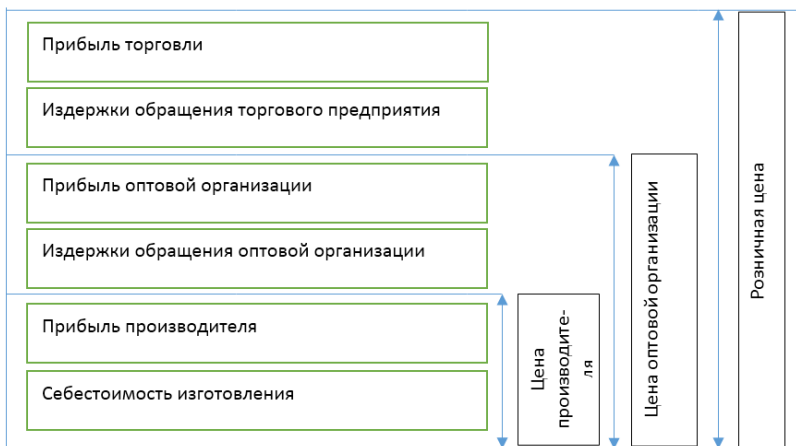 Прибыль торговли
Издержки обращения торгового предприятия
Прибыль оптовой организации
Издержки обращения оптовой организации
Прибыль производителя
Себестоимость изготовления
Цена
производите-
ля
Цена оптовой организации
Розничная цена